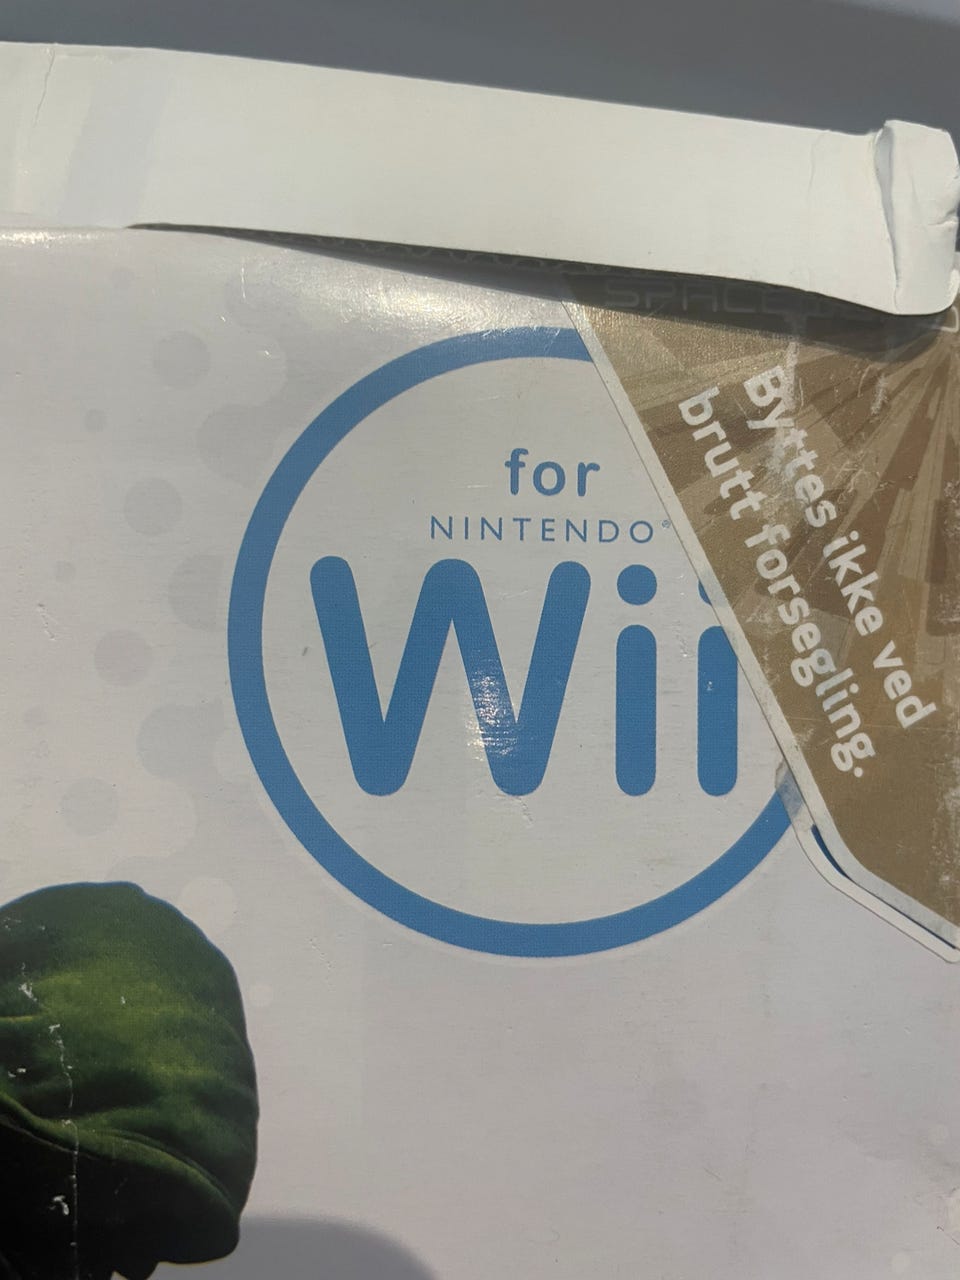 for
NINTENDO®
Wii
Byttes ikke ved
brutt forsegling.